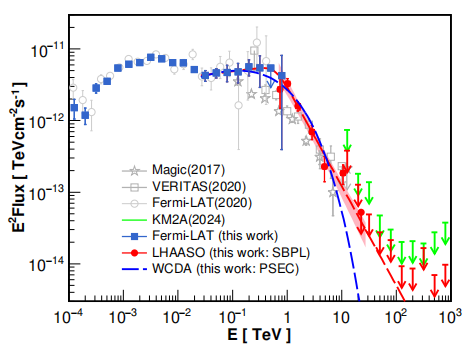 E²Flux [ TeVcm⁻²s⁻¹]
10⁻¹¹
10⁻¹²
10⁻¹³
10⁻¹⁴
Magic(2017)
VERITAS(2020)
Fermi-LAT(2020)
KM2A(2024)
Fermi-LAT (this work)
LHAASO (this work: SBPL)
WCDA (this work: PSEC)
10⁻⁴ 10⁻³ 10⁻² 10⁻¹ 1 10 10² 10³
E [ TeV]